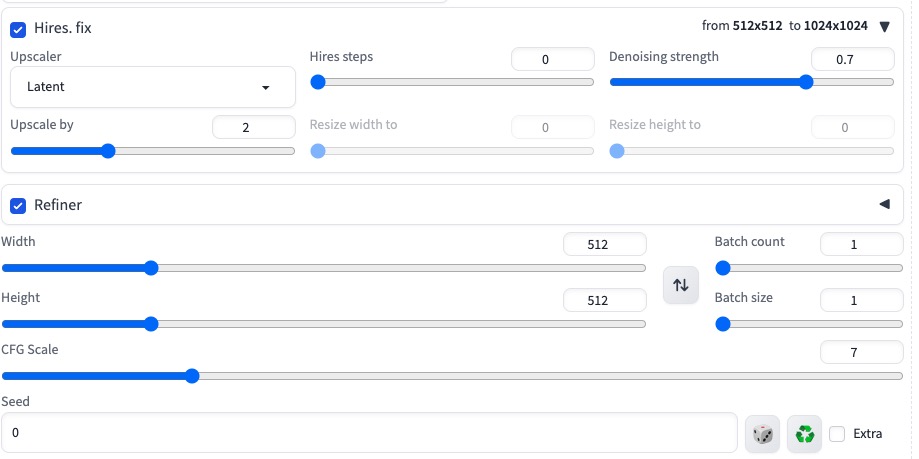 Hires. fix
from 512x512 to 1024x1024
Upscaler
Latent
Hires steps
0
Denoising strength
0.7
Upscale by
2
Resize width to
0
Resize height to
0
Refiner
Width
512
Height
512
Batch count
1
Batch size
1
CFG Scale
7
Seed
0
Extra